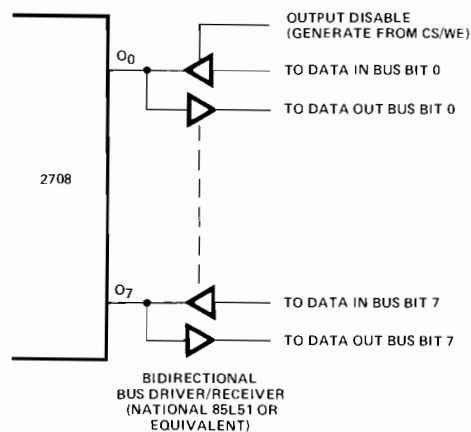 OUTPUT DISABLE
(GENERATE FROM CS/WE)
O0
TO DATA IN BUS BIT 0
TO DATA OUT BUS BIT 0
2708
O7
TO DATA IN BUS BIT 7
TO DATA OUT BUS BIT 7
BIDIRECTIONAL
BUS DRIVER/RECEIVER
(NATIONAL 85L51 OR
EQUIVALENT)